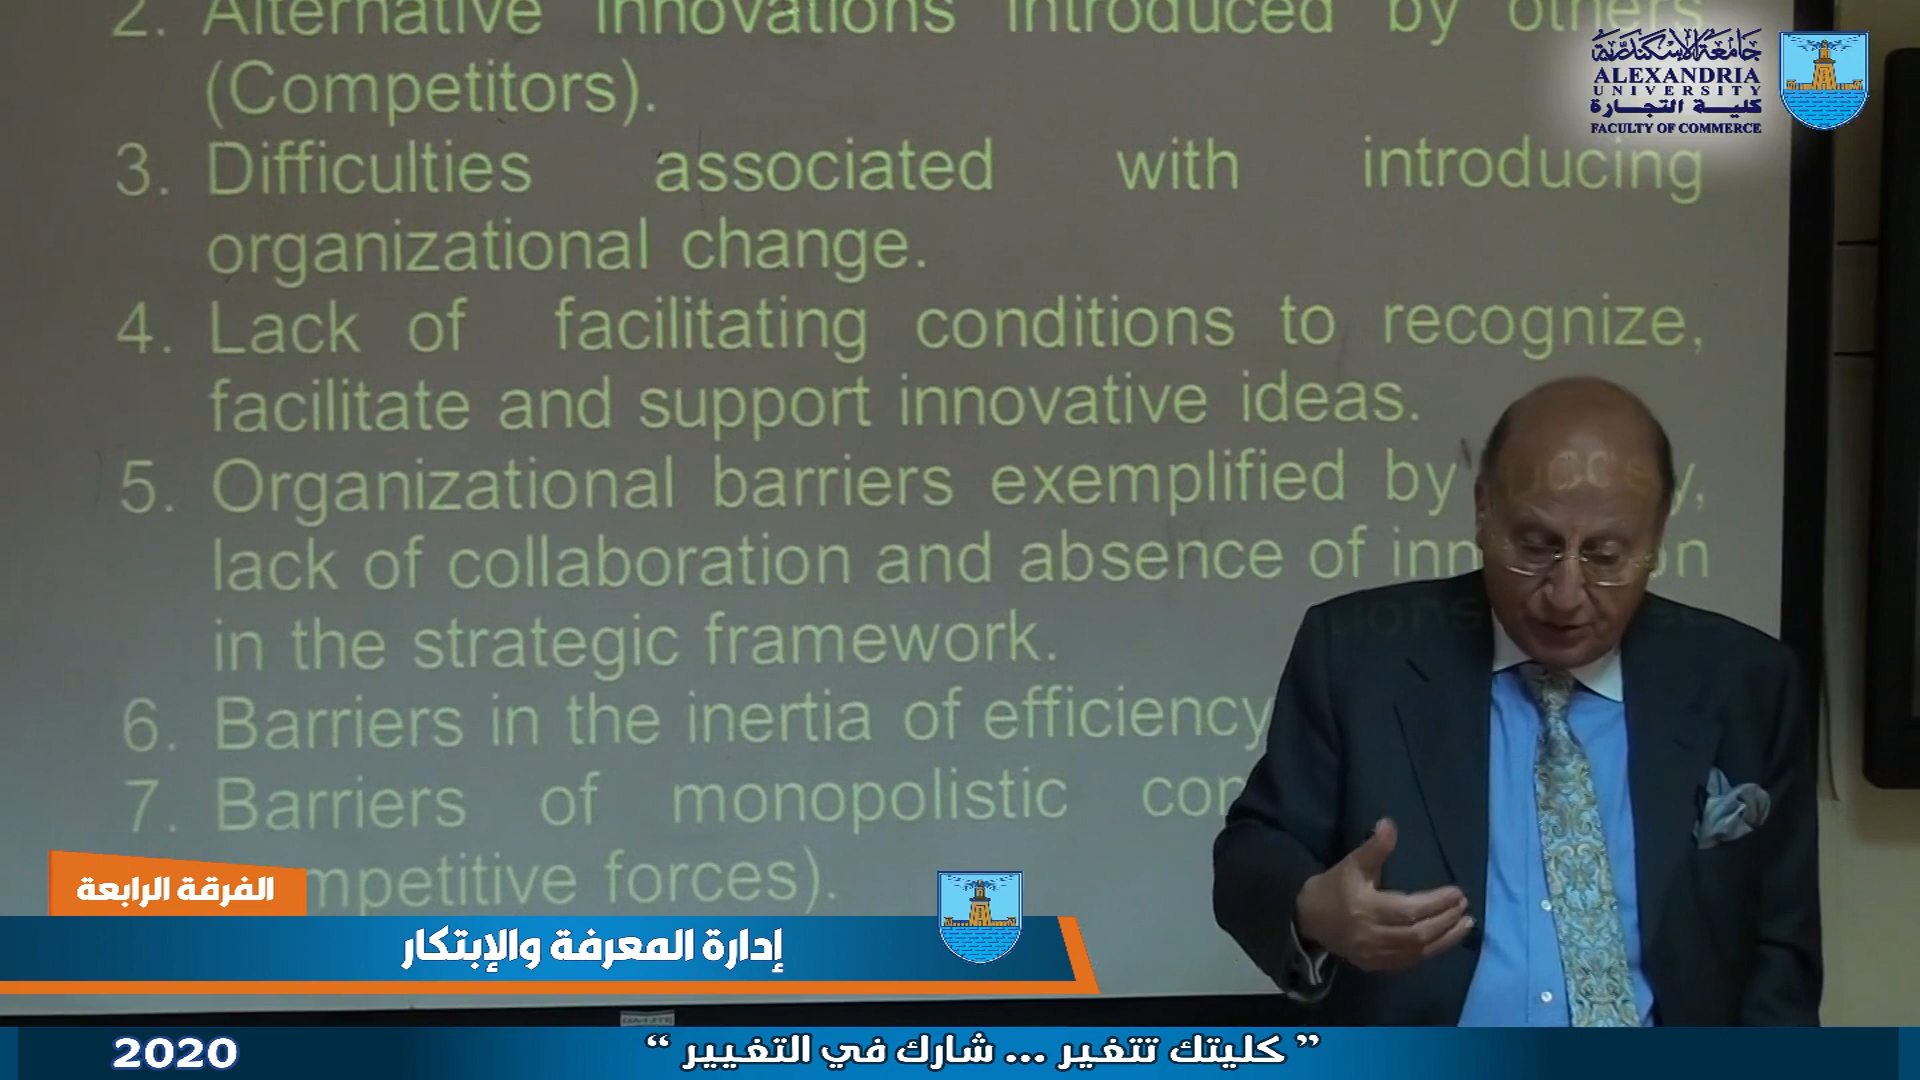 2. Alternative innovations introduced by others
(Competitors).
3. Difficulties associated with introducing
organizational change.
4. Lack of facilitating conditions to recognize,
facilitate and support innovative ideas.
5. Organizational barriers exemplified by
lack of collaboration and absence of
in the strategic framework.
6. Barriers in the inertia of efficiency
7. Barriers of monopolistic
competitive forces).
جامعة الإسكندرية
ALEXANDRIA
UNIVERSITY
كلية التجارة
FACULTY OF COMMERCE
الفرقة الرابعة
إدارة المعرفة والإبتكار
2020
” كليتك تتغير ... شارك في التغيير “